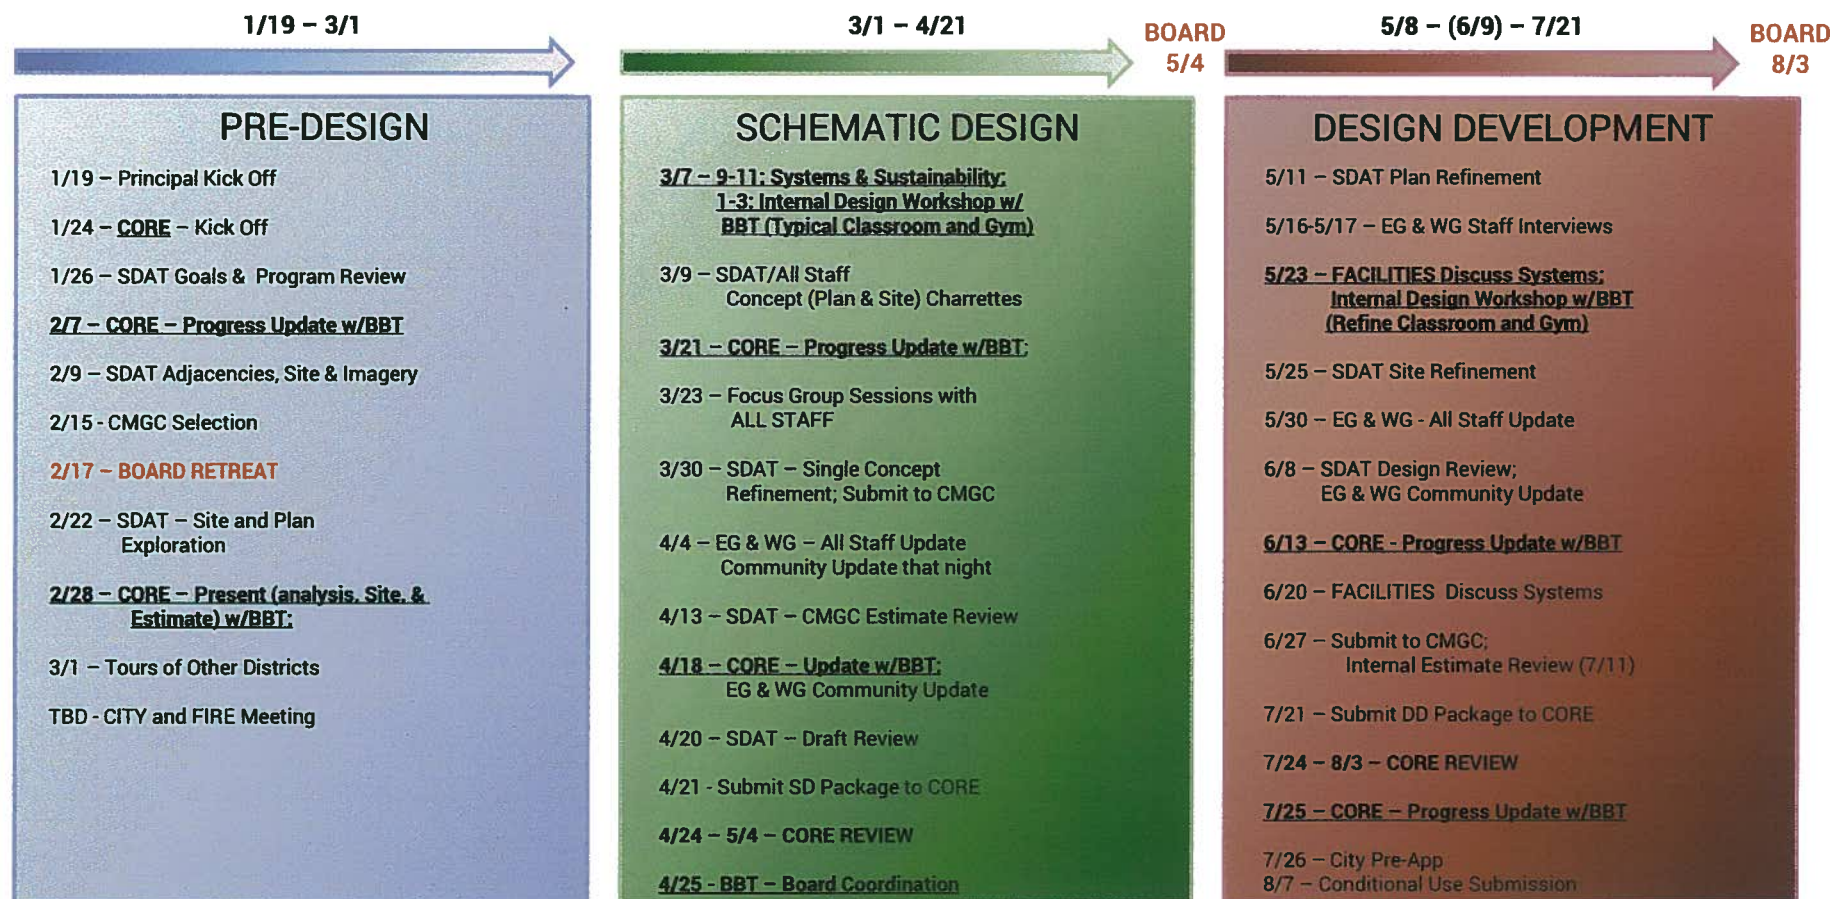 1/19 – 3/1
PRE-DESIGN
1/19 – Principal Kick Off
1/24 – CORE – Kick Off
1/26 – SDAT Goals & Program Review
2/7 – CORE – Progress Update w/BBT
2/9 – SDAT Adjacencies, Site & Imagery
2/15 - CMGC Selection
2/17 – BOARD RETREAT
2/22 – SDAT – Site and Plan
Exploration
2/28 – CORE – Present (analysis, Site, &
Estimate) w/BBT;
3/1 – Tours of Other Districts
TBD - CITY and FIRE Meeting
3/1 – 4/21
BOARD
5/4
SCHEMATIC DESIGN
3/7 – 9-11: Systems & Sustainability;
1-3: Internal Design Workshop w/
BBT (Typical Classroom and Gym)
3/9 – SDAT/All Staff
Concept (Plan & Site) Charrettes
3/21 – CORE – Progress Update w/BBT;
3/23 – Focus Group Sessions with
ALL STAFF
3/30 – SDAT – Single Concept
Refinement; Submit to CMGC
4/4 – EG & WG – All Staff Update
Community Update that night
4/13 – SDAT – CMGC Estimate Review
4/18 – CORE – Update w/BBT;
EG & WG Community Update
4/20 – SDAT – Draft Review
4/21 - Submit SD Package to CORE
4/24 – 5/4 – CORE REVIEW
4/25 - BBT – Board Coordination
5/8 – (6/9) – 7/21
BOARD
8/3
DESIGN DEVELOPMENT
5/11 – SDAT Plan Refinement
5/16-5/17 – EG & WG Staff Interviews
5/23 – FACILITIES Discuss Systems;
Internal Design Workshop w/BBT
(Refine Classroom and Gym)
5/25 – SDAT Site Refinement
5/30 – EG & WG - All Staff Update
6/8 – SDAT Design Review;
EG & WG Community Update
6/13 – CORE - Progress Update w/BBT
6/20 – FACILITIES Discuss Systems
6/27 – Submit to CMGC;
Internal Estimate Review (7/11)
7/21 – Submit DD Package to CORE
7/24 – 8/3 – CORE REVIEW
7/25 – CORE – Progress Update w/BBT
7/26 – City Pre-App
8/7 – Conditional Use Submission